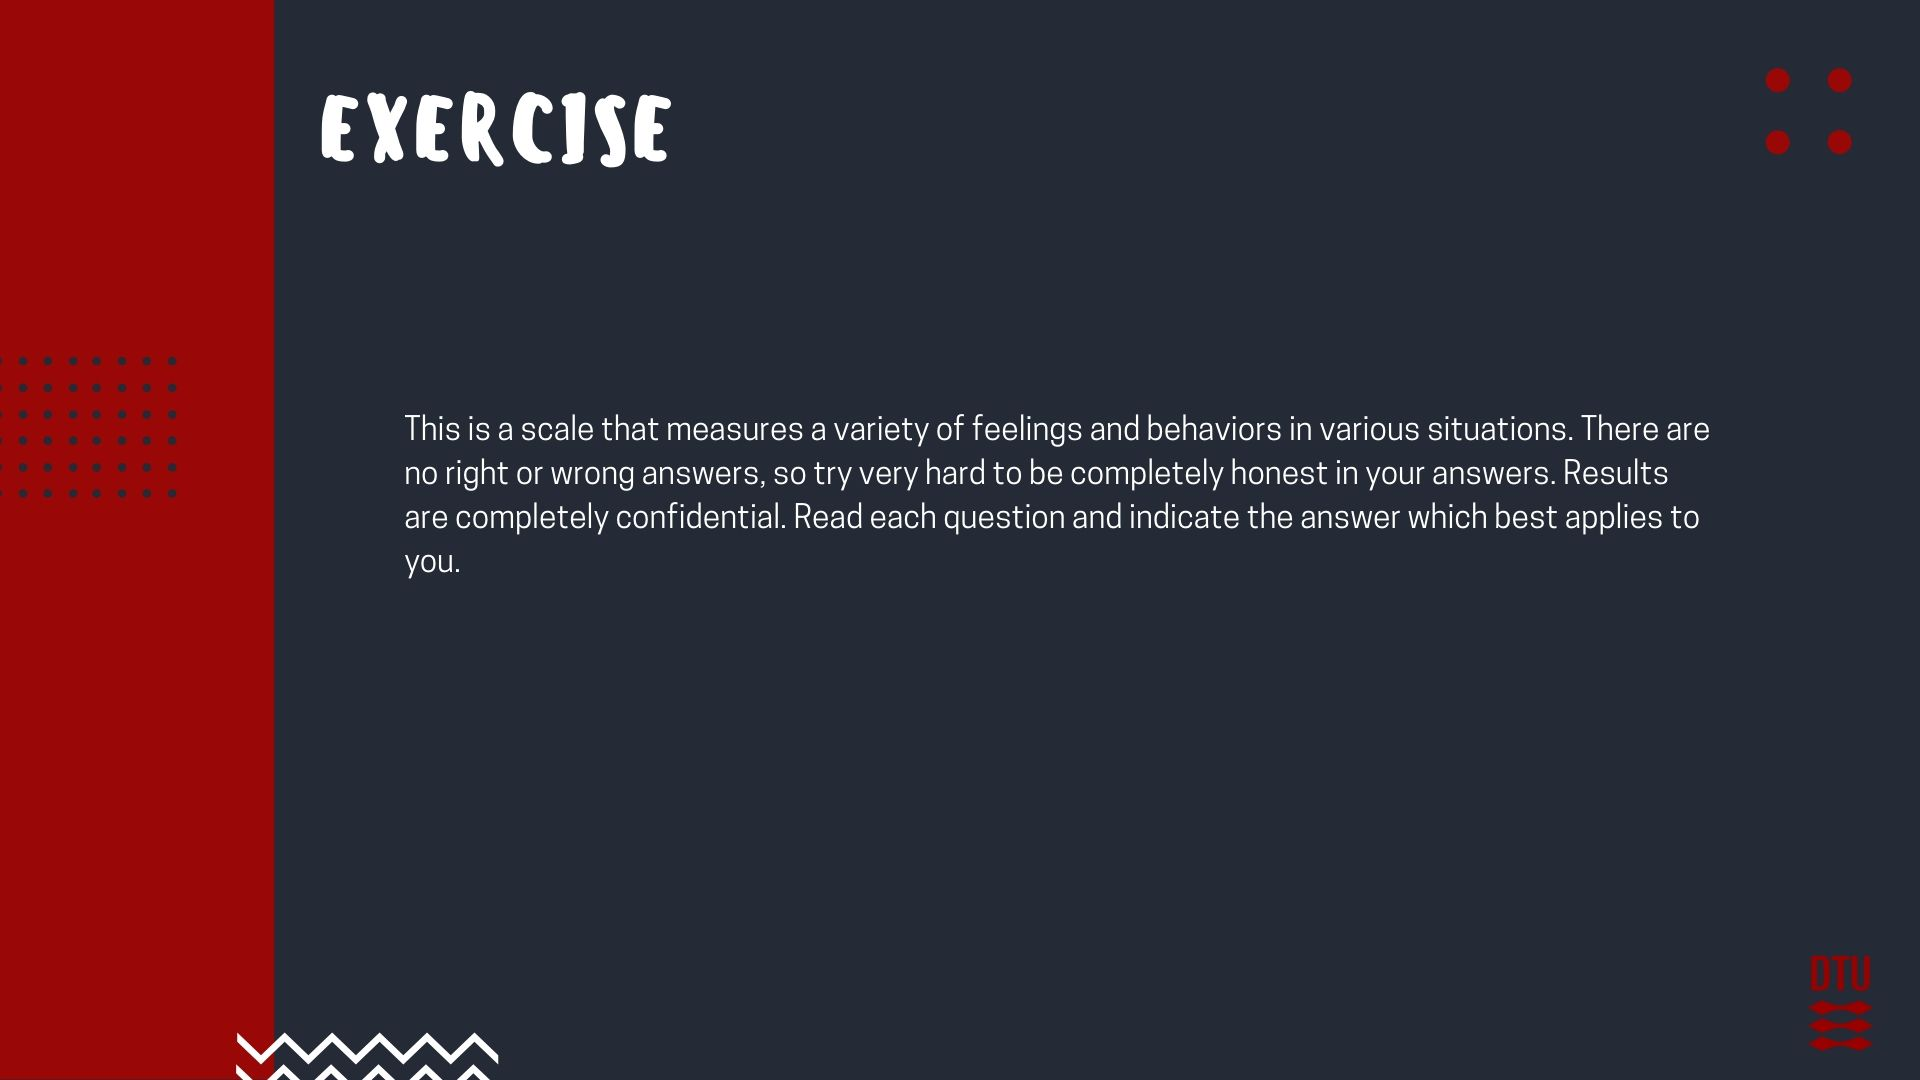 EXERCISE
This is a scale that measures a variety of feelings and behaviors in various situations. There are
no right or wrong answers, so try very hard to be completely honest in your answers. Results
are completely confidential. Read each question and indicate the answer which best applies to
you.
DTU